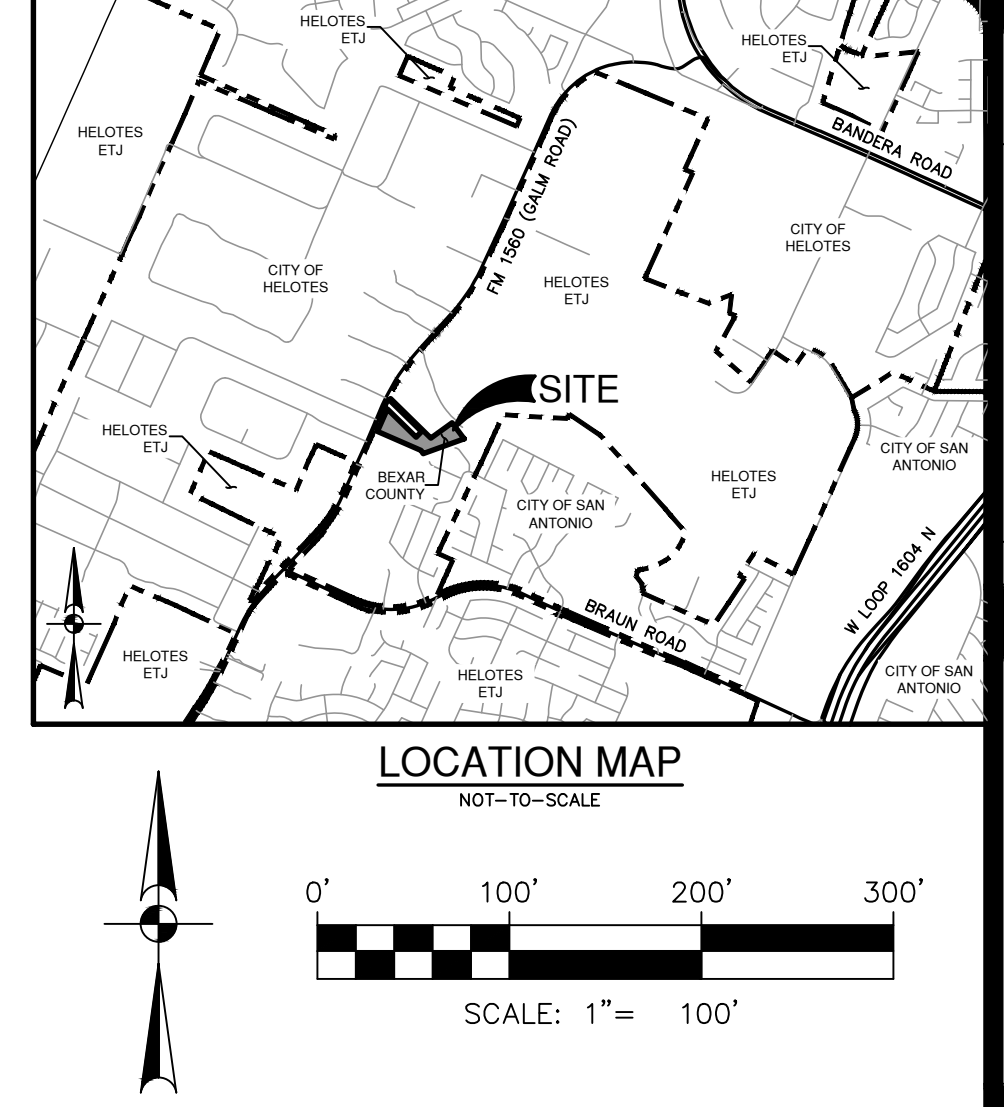 HELOTES
ETJ
HELOTES
ETJ
HELOTES
ETJ
BANDERA ROAD
FM 1560 (GALM ROAD)
CITY OF
HELOTES
CITY OF
HELOTES
HELOTES
ETJ
SITE
HELOTES
ETJ
BEXAR
COUNTY
CITY OF SAN
ANTONIO
HELOTES
ETJ
CITY OF SAN
ANTONIO
W LOOP 1604 N
BRAUN ROAD
HELOTES
ETJ
HELOTES
ETJ
CITY OF SAN
ANTONIO
LOCATION MAP
NOT-TO-SCALE
0' 100' 200' 300'
SCALE: 1"= 100'